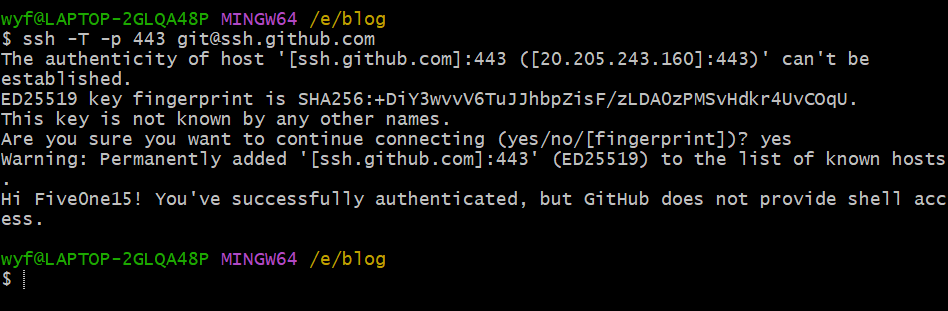 wyf@LAPTOP-2GLQA48P MINGW64 /e/blog
$ ssh -T -p 443 git@ssh.github.com
The authenticity of host '[ssh.github.com]:443 ([20.205.243.160]:443)' can't be
established.
ED25519 key fingerprint is SHA256:+DiY3wvvV6TuJJhbpZisF/zLDA0zPMSvHdkr4UvCOqU.
This key is not known by any other names.
Are you sure you want to continue connecting (yes/no/[fingerprint])? yes
Warning: Permanently added '[ssh.github.com]:443' (ED25519) to the list of known hosts
.
Hi FiveOne15! You've successfully authenticated, but GitHub does not provide shell acc
ess.
wyf@LAPTOP-2GLQA48P MINGW64 /e/blog
$